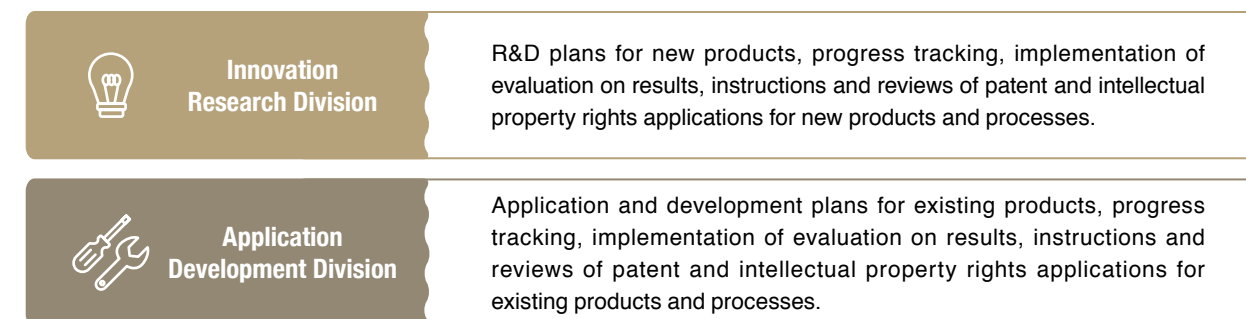 Innovation
Research Division
R&D plans for new products, progress tracking, implementation of
evaluation on results, instructions and reviews of patent and intellectual
property rights applications for new products and processes.
Application
Development Division
Application and development plans for existing products, progress
tracking, implementation of evaluation on results, instructions and
reviews of patent and intellectual property rights applications for
existing products and processes.